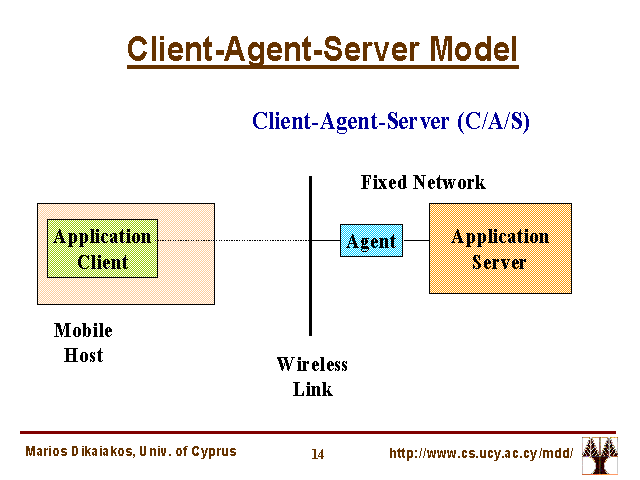 Client-Agent-Server Model
Client-Agent-Server (C/A/S)
Fixed Network
Application
Client
Agent
Application
Server
Mobile
Host
Wireless
Link
Marios Dikaiakos, Univ. of Cyprus
14
http://www.cs.ucy.ac.cy/mdd/